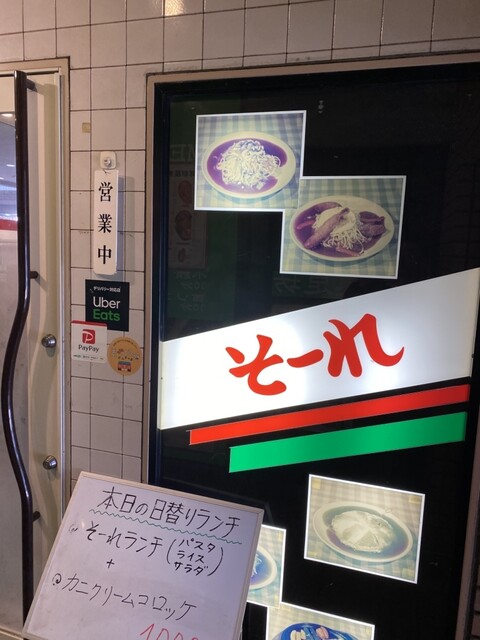 営業中
デリバリー対応店
Uber
Eats
PayPay
そーれ
本日の日替りランチ
@ そーれランチ(パスタ
ライス
サラダ)
+
@カニクリームコロッケ